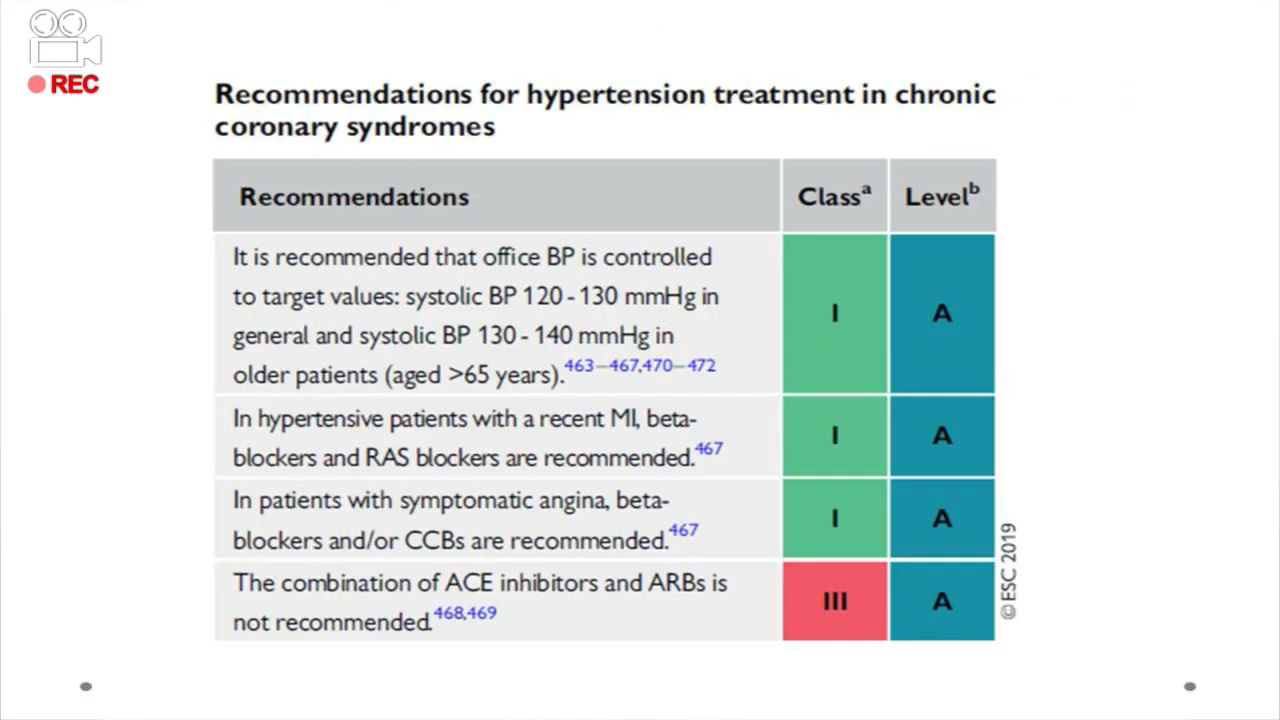 REC
Recommendations for hypertension treatment in chronic
coronary syndromes
Recommendations Classᵃ Levelᵇ
It is recommended that office BP is controlled
to target values: systolic BP 120 - 130 mmHg in
general and systolic BP 130 - 140 mmHg in
older patients (aged >65 years).463–467,470–472
I A
In hypertensive patients with a recent MI, beta-
blockers and RAS blockers are recommended.467
I A
In patients with symptomatic angina, beta-
blockers and/or CCBs are recommended.467
I A
The combination of ACE inhibitors and ARBs is
not recommended.468,469
III A
© ESC 2019